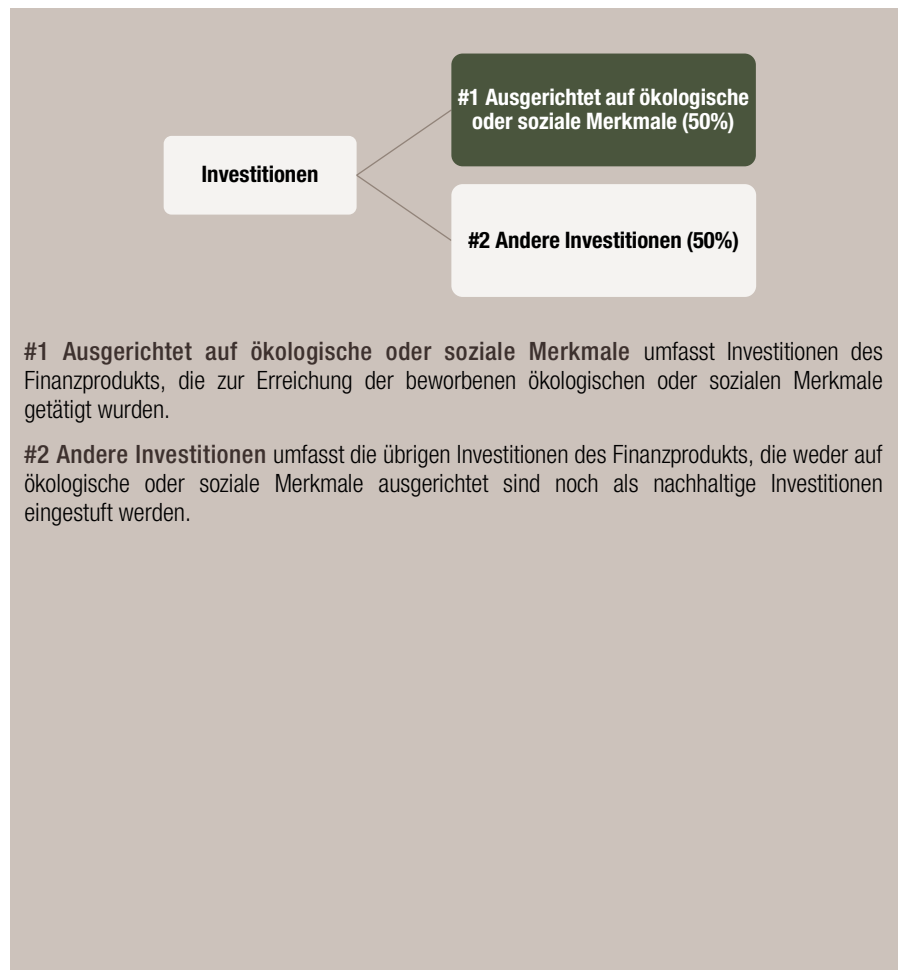 #1 Ausgerichtet auf ökologische
oder soziale Merkmale (50%)
Investitionen
#2 Andere Investitionen (50%)
#1 Ausgerichtet auf ökologische oder soziale Merkmale umfasst Investitionen des
Finanzprodukts, die zur Erreichung der beworbenen ökologischen oder sozialen Merkmale
getätigt wurden.
#2 Andere Investitionen umfasst die übrigen Investitionen des Finanzprodukts, die weder auf
ökologische oder soziale Merkmale ausgerichtet sind noch als nachhaltige Investitionen
eingestuft werden.